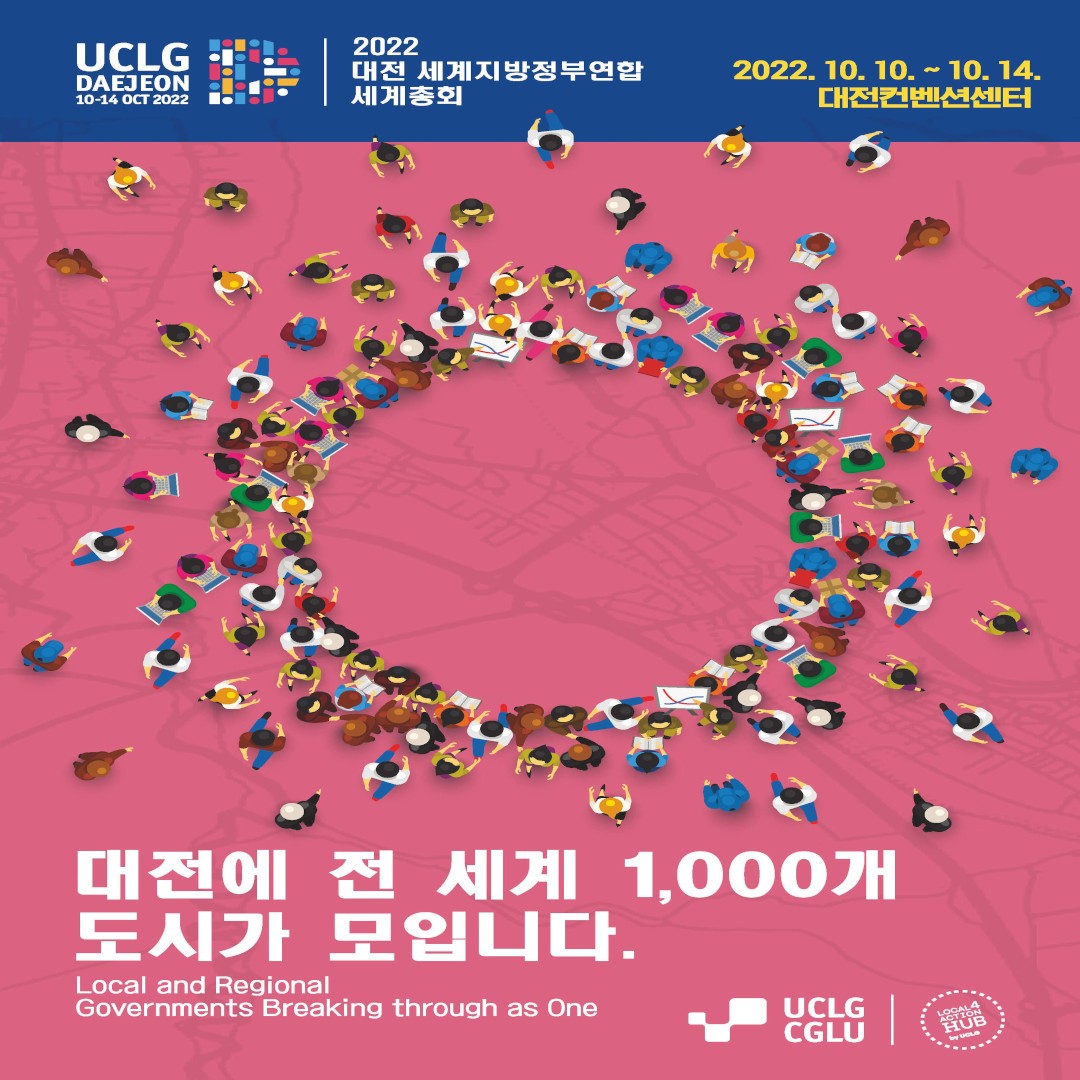 UCLG
DAEJEON
10-14 OCT 2022
2022
대전 세계지방정부연합
세계총회
2022. 10. 10. ~ 10. 14.
대전컨벤션센터
대전에 전 세계 1,000개
도시가 모입니다.
Local and Regional
Governments Breaking through as One
UCLG
CGLU
LOCAL4
ACTION
HUB
by UCLG